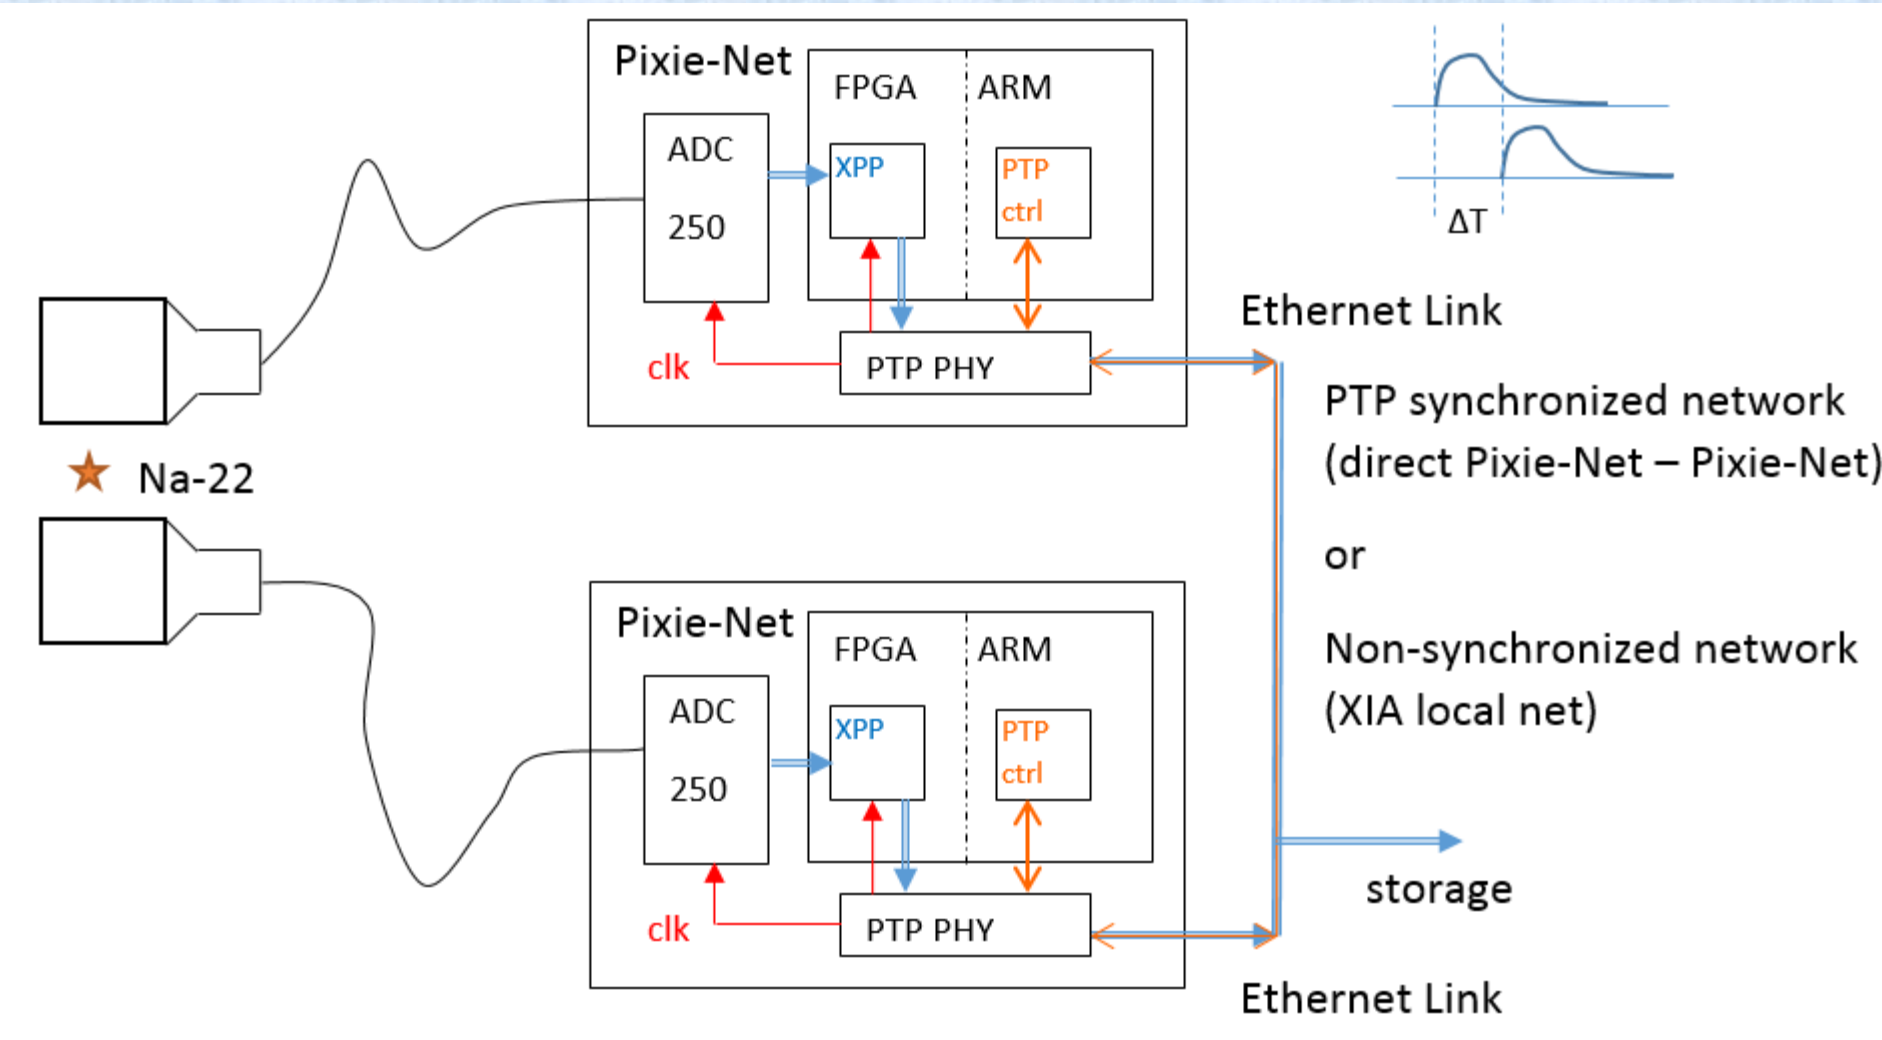 Pixie-Net
FPGA
ARM
ADC
250
XPP
PTP
ctrl
clk
PTP PHY
ΔT
Ethernet Link
PTP synchronized network
(direct Pixie-Net – Pixie-Net)
or
Non-synchronized network
(XIA local net)
storage
Na-22
Pixie-Net
FPGA
ARM
ADC
250
XPP
PTP
ctrl
clk
PTP PHY
Ethernet Link